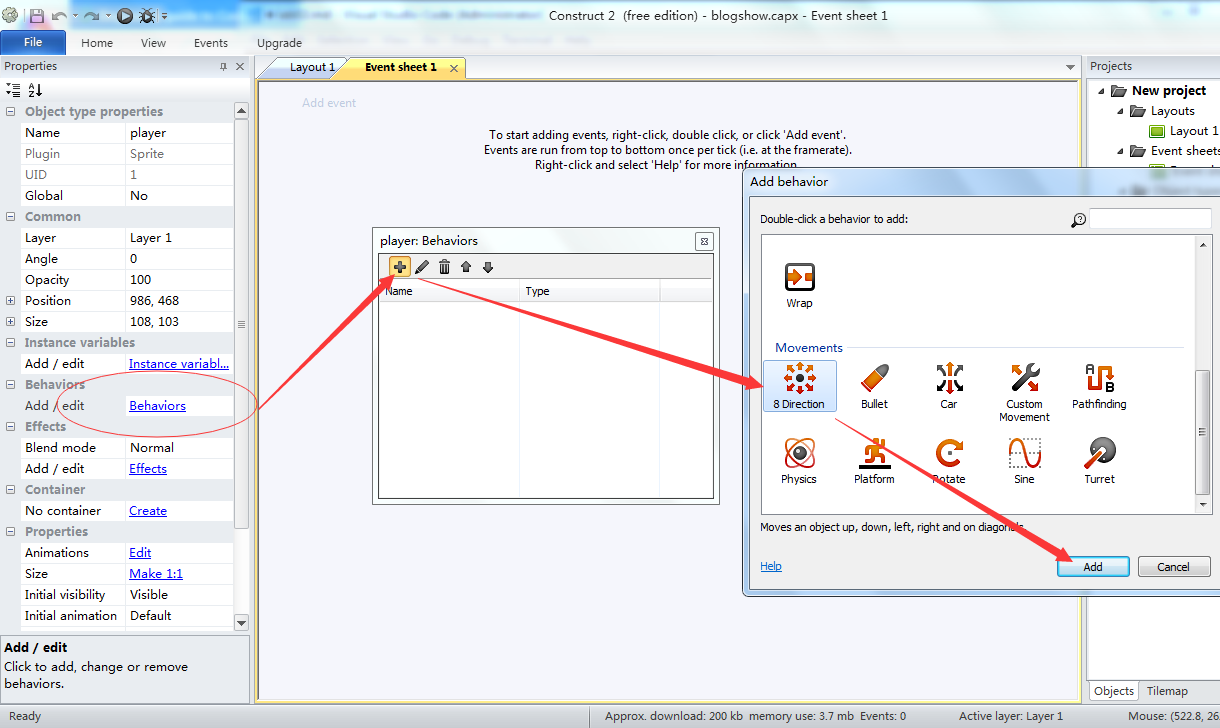 Construct 2  (free edition) - blogshow.capx - Event sheet 1
File
Home
View
Events
Upgrade
Properties
Object type properties
Name
player
Plugin
Sprite
UID
1
Global
No
Common
Layer
Layer 1
Angle
0
Opacity
100
Position
986, 468
Size
108, 103
Instance variables
Add / edit
Instance variabl...
Behaviors
Add / edit
Behaviors
Effects
Blend mode
Normal
Add / edit
Effects
Container
No container
Create
Properties
Animations
Edit
Size
Make 1:1
Initial visibility
Visible
Initial animation
Default
Add / edit
Click to add, change or remove
behaviors.
Layout 1
Event sheet 1
Add event
To start adding events, right-click, double click, or click 'Add event'.
Events are run from top to bottom once per tick (i.e. at the framerate).
Right-click and select 'Help' for more information.
player: Behaviors
Name
Type
Add behavior
Double-click a behavior to add:
Wrap
Movements
8 Direction
Bullet
Car
Custom
Movement
Pathfinding
Physics
Platform
Rotate
Sine
Turret
Moves an object up, down, left, right and on diagonals.
Help
Add
Cancel
Projects
New project
Layouts
Layout 1
Event sheets
Objects
Tilemap
Ready
Approx. download: 200 kb  memory use: 3.7 mb  Events: 0
Active layer: Layer 1
Mouse: (522.8, 26